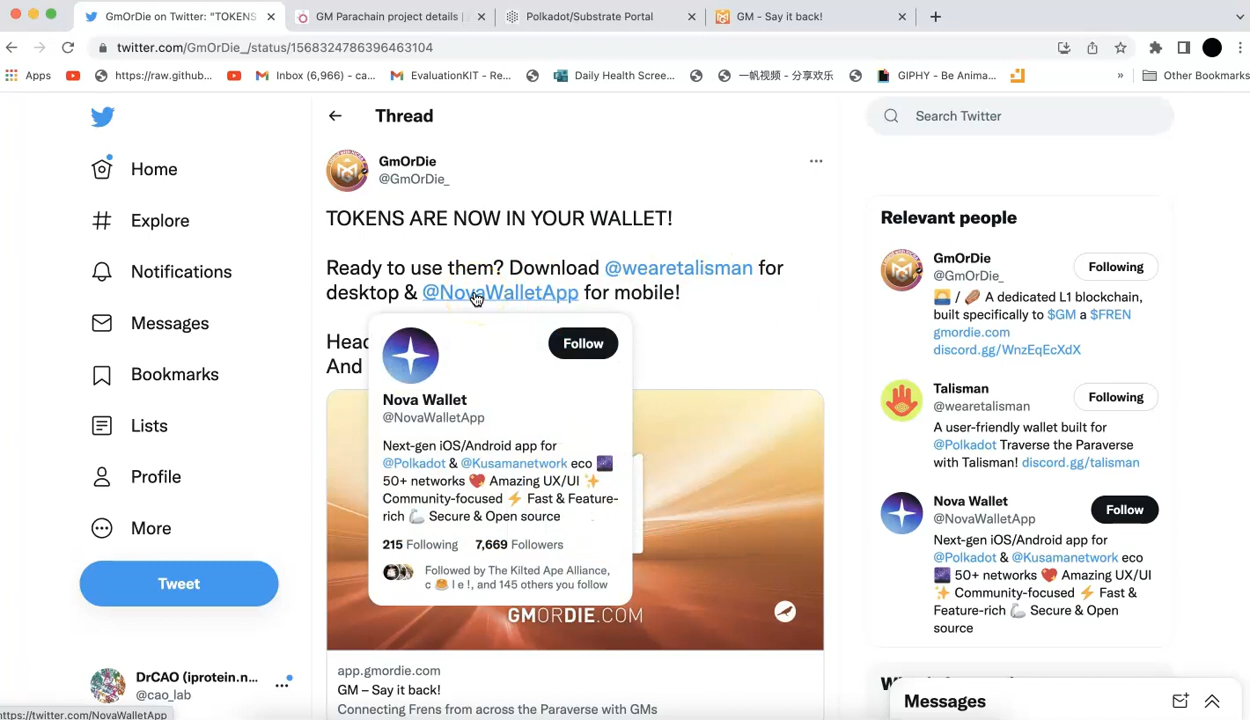 GmOrDie on Twitter: "TOKENS
GM Parachain project details |
Polkadot/Substrate Portal
GM - Say it back!
twitter.com/GmOrDie_/status/1568324786396463104
Apps
https://raw.github...
Inbox (6,966) - ca...
EvaluationKIT - Re...
Daily Health Scree...
一帆视频 - 分享欢乐
GIPHY - Be Anima...
»
Other Bookmarks
Home
Explore
Notifications
Messages
Bookmarks
Lists
Profile
More
Tweet
DrCAO (iprotein.n...
@cao_lab
https://twitter.com/NovaWalletApp
Thread
GmOrDie
@GmOrDie_
TOKENS ARE NOW IN YOUR WALLET!
Ready to use them? Download @wearetalisman for
desktop & @NovaWalletApp for mobile!
And
Follow
Nova Wallet
@NovaWalletApp
Next-gen iOS/Android app for
@Polkadot & @Kusamanetwork eco 🌌
50+ networks 💖 Amazing UX/UI ✨
Community-focused ⚡ Fast & Feature-
rich 🦾 Secure & Open source
215 Following 7,669 Followers
Followed by The Kilted Ape Alliance,
c 🥞 l e !, and 145 others you follow
GMORDIE.COM
app.gmordie.com
GM – Say it back!
Connecting Frens from across the Paraverse with GMs
Search Twitter
Relevant people
GmOrDie
@GmOrDie_
Following
🌅 / 🥔 A dedicated L1 blockchain,
built specifically to $GM a $FREN
gmordie.com
discord.gg/WnzEqEcXdX
Talisman
@wearetalisman
Following
A user-friendly wallet built for
@Polkadot Traverse the Paraverse
with Talisman! discord.gg/talisman
Nova Wallet
@NovaWalletApp
Follow
Next-gen iOS/Android app for
@Polkadot & @Kusamanetwork eco
🌌 50+ networks 💖 Amazing UX/UI
✨ Community-focused ⚡ Fast &
Feature-rich 🦾 Secure & Open
source
Messages